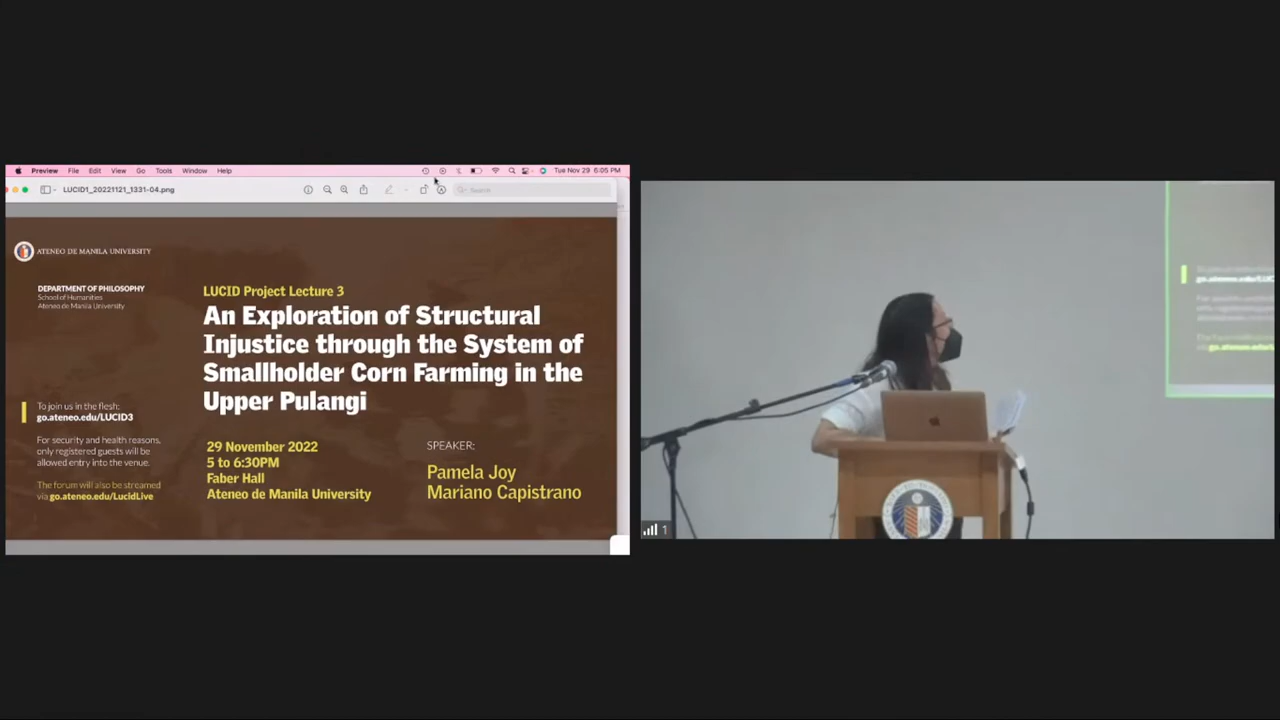 Preview File Edit View Go Tools Window Help Tue Nov 29 6:05 PM
LUCID1_20221121_1331-04.png
Search
ATENEO DE MANILA UNIVERSITY
DEPARTMENT OF PHILOSOPHY
School of Humanities
Ateneo de Manila University
LUCID Project Lecture 3
An Exploration of Structural
Injustice through the System of
Smallholder Corn Farming in the
Upper Pulangi
To join us in the flesh:
go.ateneo.edu/LUCID3
For security and health reasons,
only registered guests will be
allowed entry into the venue.
The forum will also be streamed
via go.ateneo.edu/LucidLive
29 November 2022
5 to 6:30PM
Faber Hall
Ateneo de Manila University
SPEAKER:
Pamela Joy
Mariano Capistrano
1